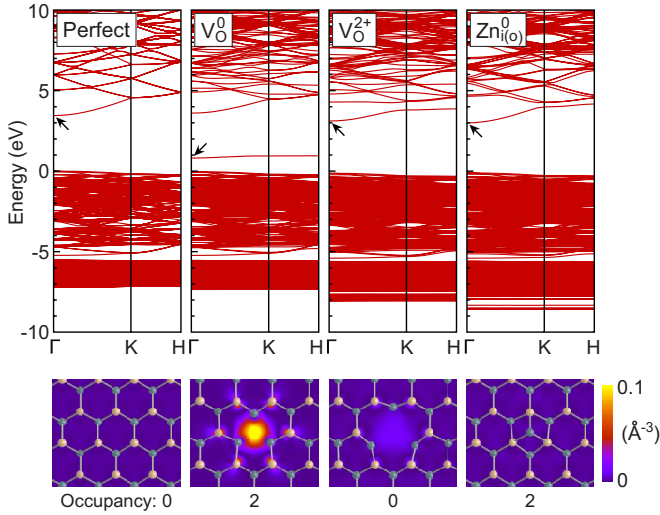 10
5
0
-5
-10
Energy (eV)
Perfect
V_O^0
V_O^{2+}
Zn_{i(o)}^0
Γ K H Γ K H Γ K H Γ K H
0.1
(Å⁻³)
0
Occupancy: 0 2 0 2